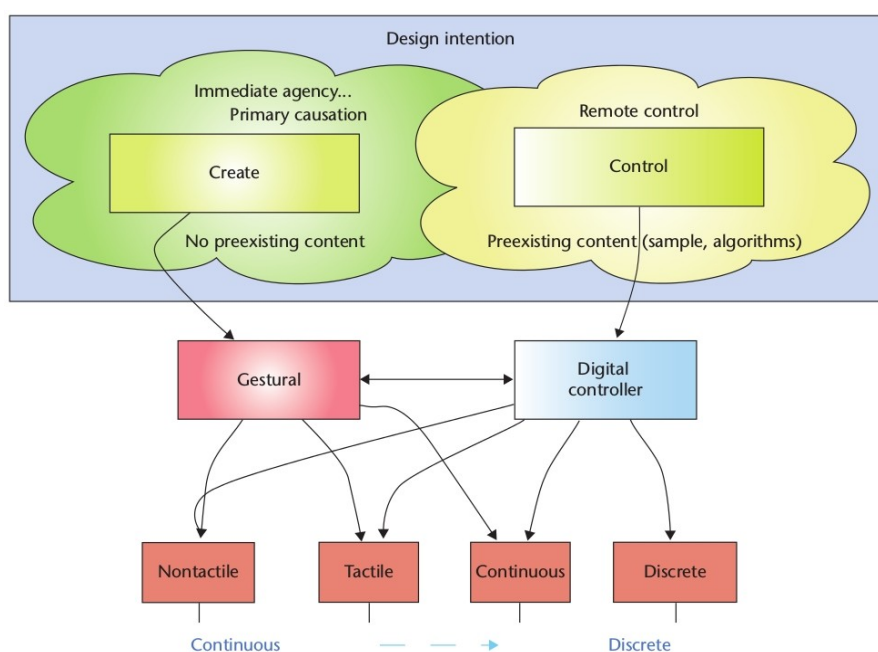 Design intention
Immediate agency...
Primary causation
Create
No preexisting content
Remote control
Control
Preexisting content (sample, algorithms)
Gestural
Digital
controller
Nontactile
Tactile
Continuous
Discrete
Continuous
Discrete